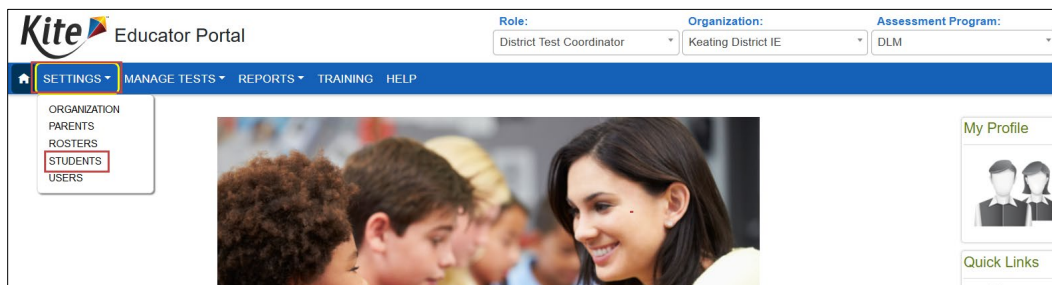 Kite Educator Portal
Role: Organization: Assessment Program:
District Test Coordinator Keating District IE DLM
SETTINGS MANAGE TESTS REPORTS TRAINING HELP
ORGANIZATION
PARENTS
ROSTERS
STUDENTS
USERS
My Profile
Quick Links